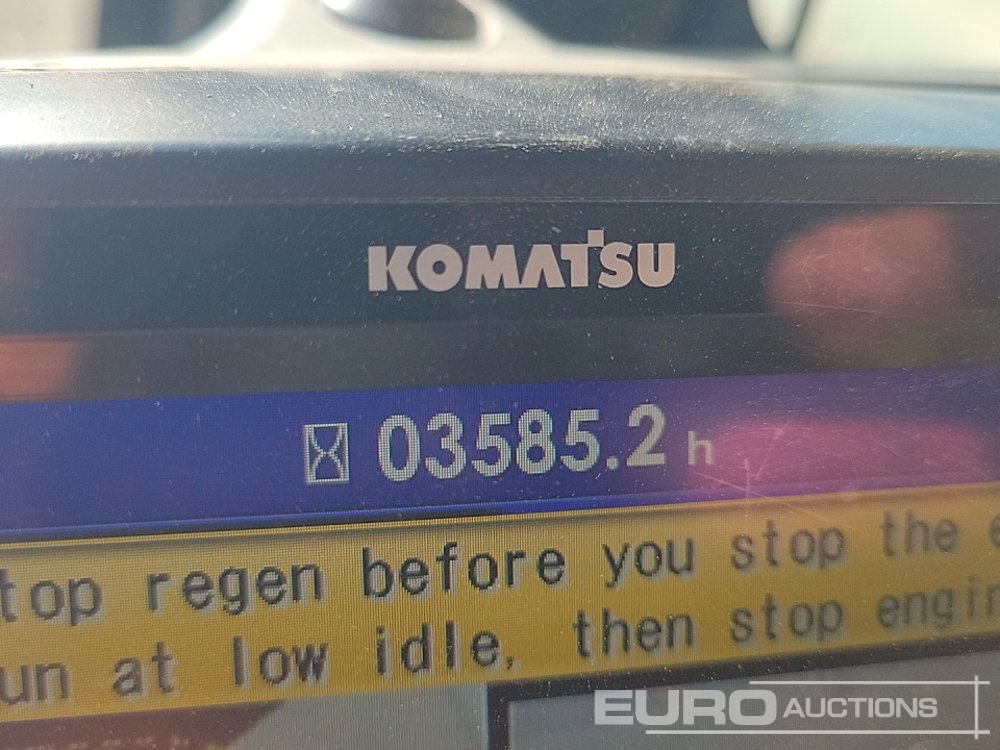 KOMATSU
03585.2 h
top regen before you stop the
un at low idle, then stop engin
EURO AUCTIONS